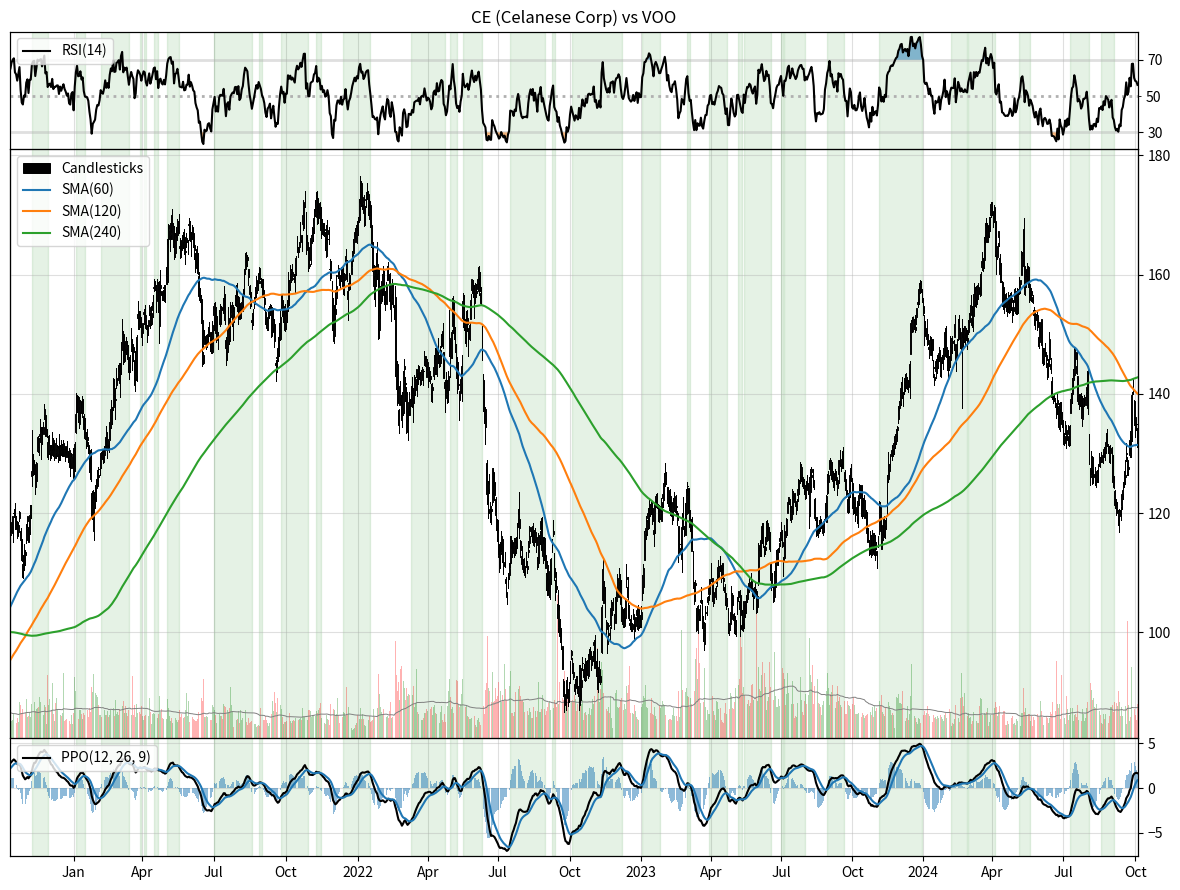 CE (Celanese Corp) vs VOO
RSI(14)
70
50
30
180
Candlesticks
SMA(60)
SMA(120)
SMA(240)
160
140
120
100
PPO(12, 26, 9)
5
0
−5
Jan Apr Jul Oct 2022 Apr Jul Oct 2023 Apr Jul Oct 2024 Apr Jul Oct